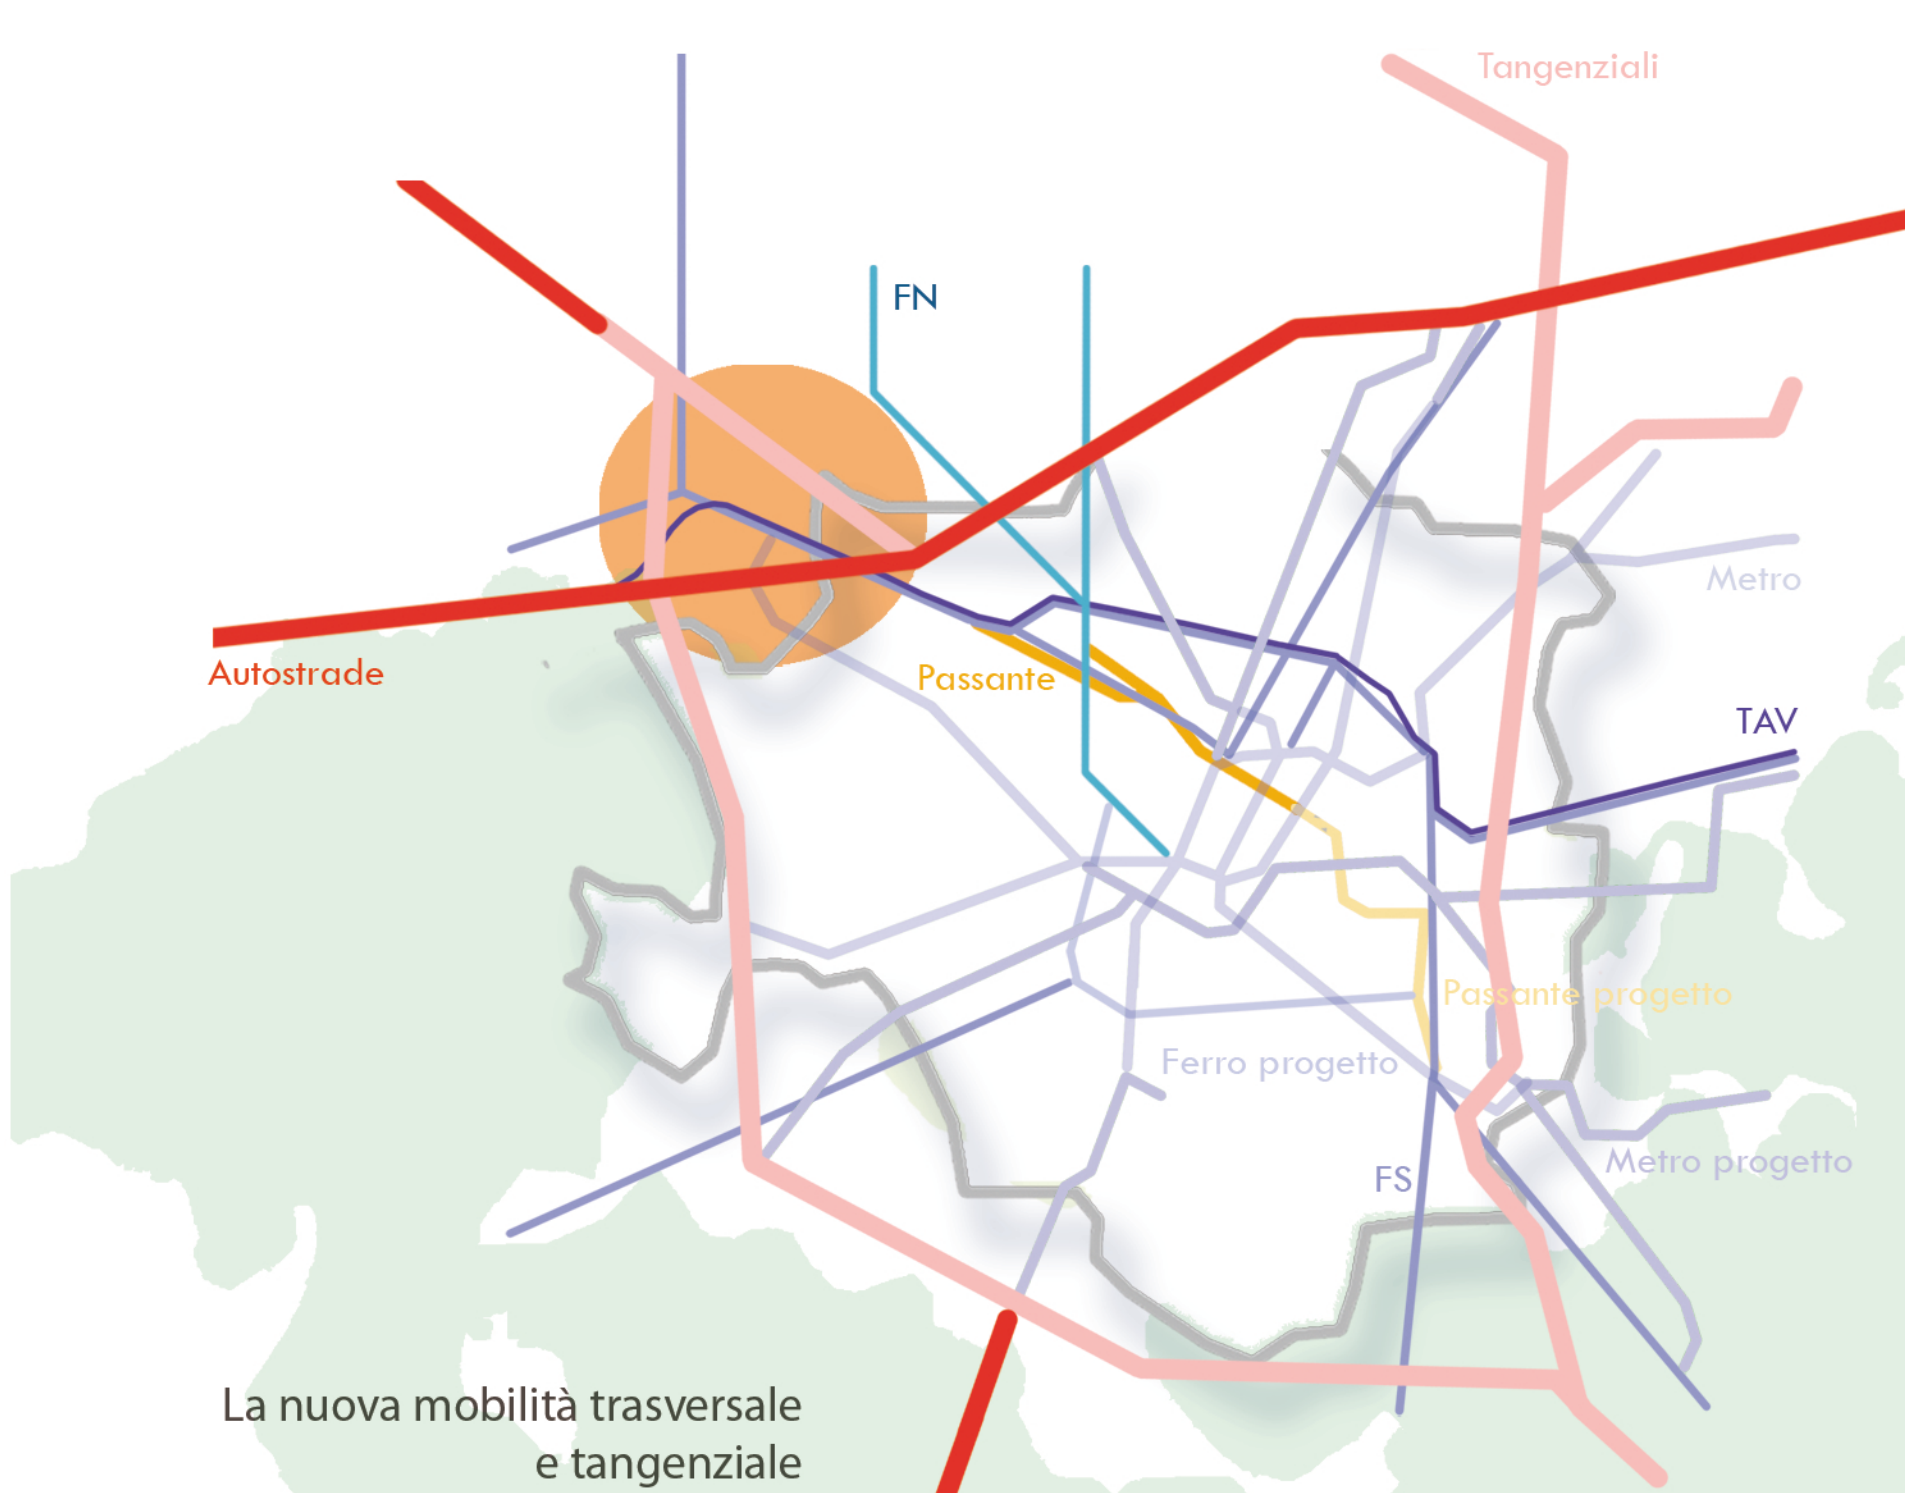 Tangenziali
FN
Metro
Autostrade
Passante
TAV
Passante progetto
Ferro progetto
Metro progetto
FS
La nuova mobilità trasversale
e tangenziale